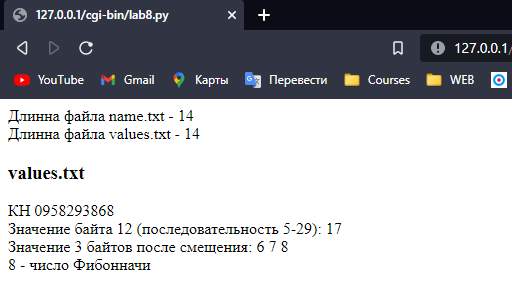 127.0.0.1/cgi-bin/lab8.py
127.0.0.1/
YouTube Gmail Карты Перевести Courses WEB
Длинна файла name.txt - 14
Длинна файла values.txt - 14
values.txt
КН 0958293868
Значение байта 12 (последовательность 5-29): 17
Значение 3 байтов после смещения: 6 7 8
8 - число Фибонначи